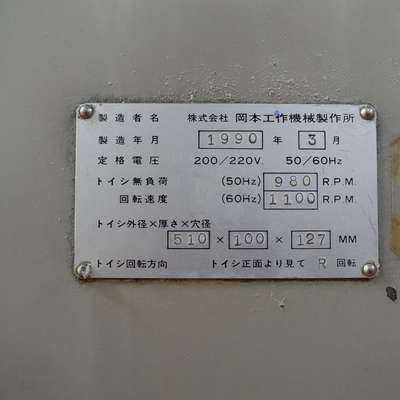 製造者名 株式会社 岡本工作機械製作所
製造年月 1990 年 3 月
定格電圧 200/220V. 50/60Hz
トイシ無負荷 (50Hz) 980 R.P.M.
回転速度 (60Hz) 1100 R.P.M.
トイシ外径×厚さ×穴径
510 × 100 × 127 MM
トイシ回転方向 トイシ正面より見て R 回転